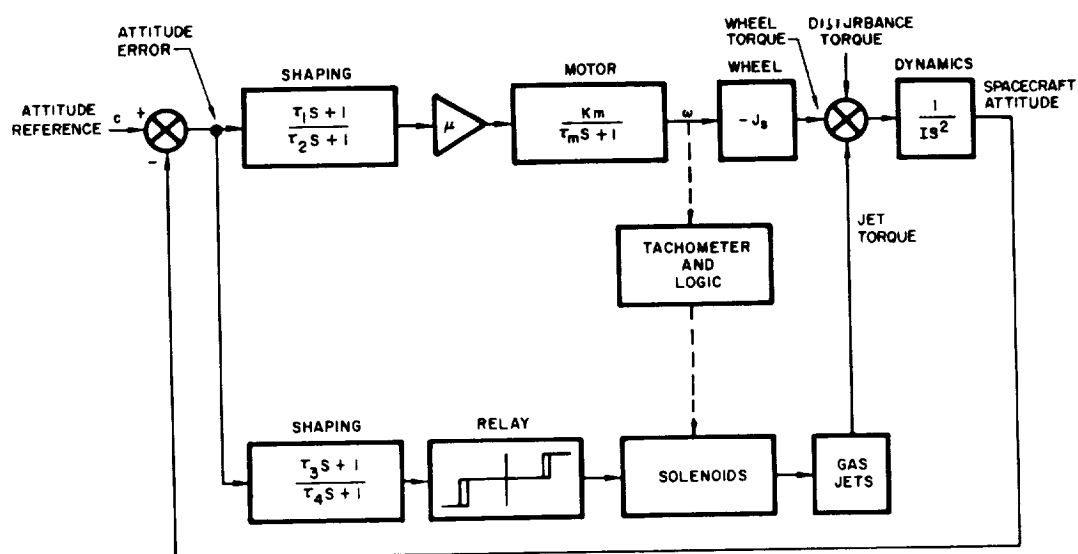 ATTITUDE
ERROR
WHEEL
TORQUE
DISTURBANCE
TORQUE
SHAPING
MOTOR
WHEEL
DYNAMICS
SPACECRAFT
ATTITUDE
ATTITUDE
REFERENCE
c
+
-
τ₁S + 1
τ₂S + 1
μ
Km
τmS + 1
ω
- Js
1
IS²
JET
TORQUE
TACHOMETER
AND
LOGIC
SHAPING
RELAY
τ₃S + 1
τ₄S + 1
SOLENOIDS
GAS
JETS